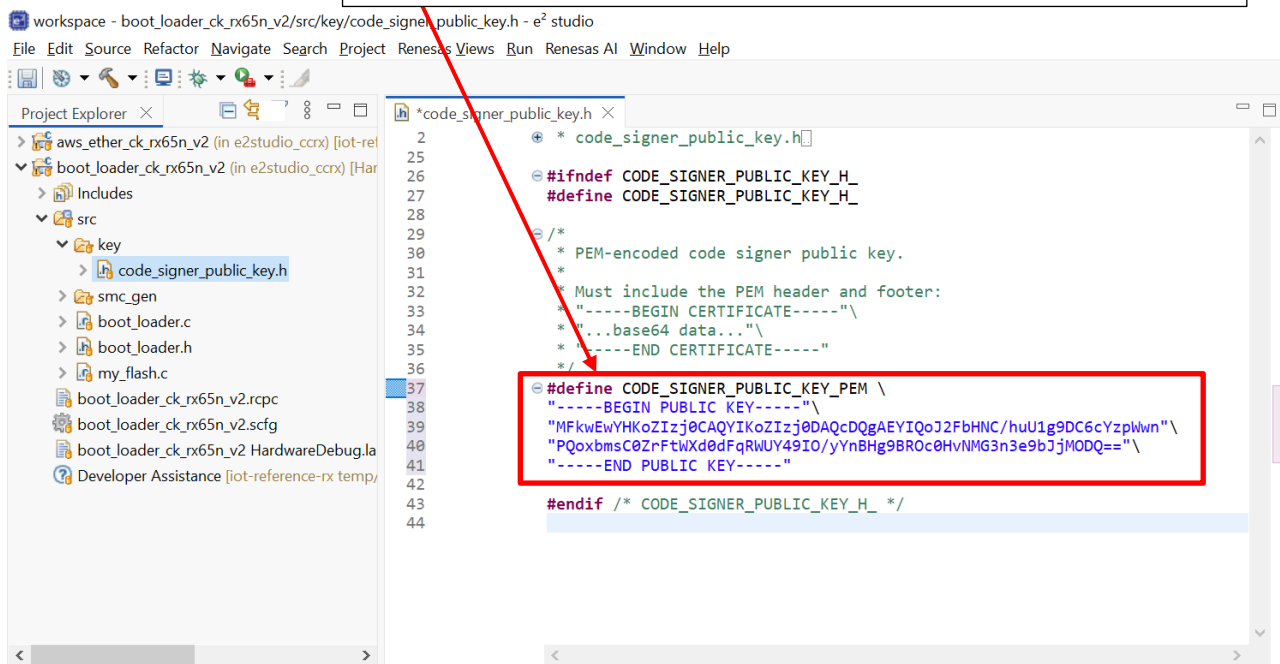 workspace - boot_loader_ck_rx65n_v2/src/key/code_signer_public_key.h - e² studio
File Edit Source Refactor Navigate Search Project Renesas Views Run Renesas AI Window Help
Project Explorer
*code_signer_public_key.h
aws_ether_ck_rx65n_v2 (in e2studio_ccrx) [iot-ref
boot_loader_ck_rx65n_v2 (in e2studio_ccrx) [Har
Includes
src
key
code_signer_public_key.h
smc_gen
boot_loader.c
boot_loader.h
my_flash.c
boot_loader_ck_rx65n_v2.rcpc
boot_loader_ck_rx65n_v2.scfg
boot_loader_ck_rx65n_v2 HardwareDebug.la
Developer Assistance [iot-reference-rx temp/
2 * code_signer_public_key.h
25
26 #ifndef CODE_SIGNER_PUBLIC_KEY_H_
27 #define CODE_SIGNER_PUBLIC_KEY_H_
28
29 /*
30 * PEM-encoded code signer public key.
31 *
32 * Must include the PEM header and footer:
33 * "-----BEGIN CERTIFICATE-----"\
34 * "...base64 data..."\
35 * "-----END CERTIFICATE-----"
36 */
37 #define CODE_SIGNER_PUBLIC_KEY_PEM \
38 "-----BEGIN PUBLIC KEY-----"\
39 "MFkwEwYHKoZIzj0CAQYIKoZIzj0DAQcDQgAEYIQoJ2FbHNC/huU1g9DC6cYzpWwn"\
40 "PQoxbmsC0ZrFtWXd0dFqRWUY49IO/yYnBHg9BROc0HvNMG3n3e9bJjMODQ=="\
41 "-----END PUBLIC KEY-----"
42
43 #endif /* CODE_SIGNER_PUBLIC_KEY_H_ */
44